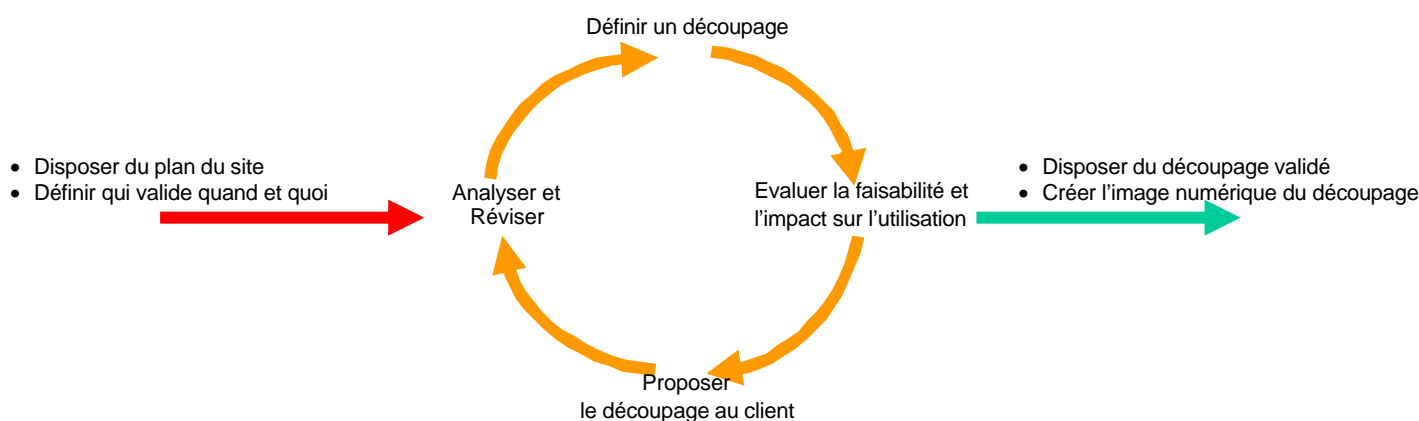 Définir un découpage
• Disposer du plan du site
• Définir qui valide quand et quoi
Analyser et
Réviser
Evaluer la faisabilité et
l'impact sur l'utilisation
• Disposer du découpage validé
• Créer l'image numérique du découpage
Proposer
le découpage au client